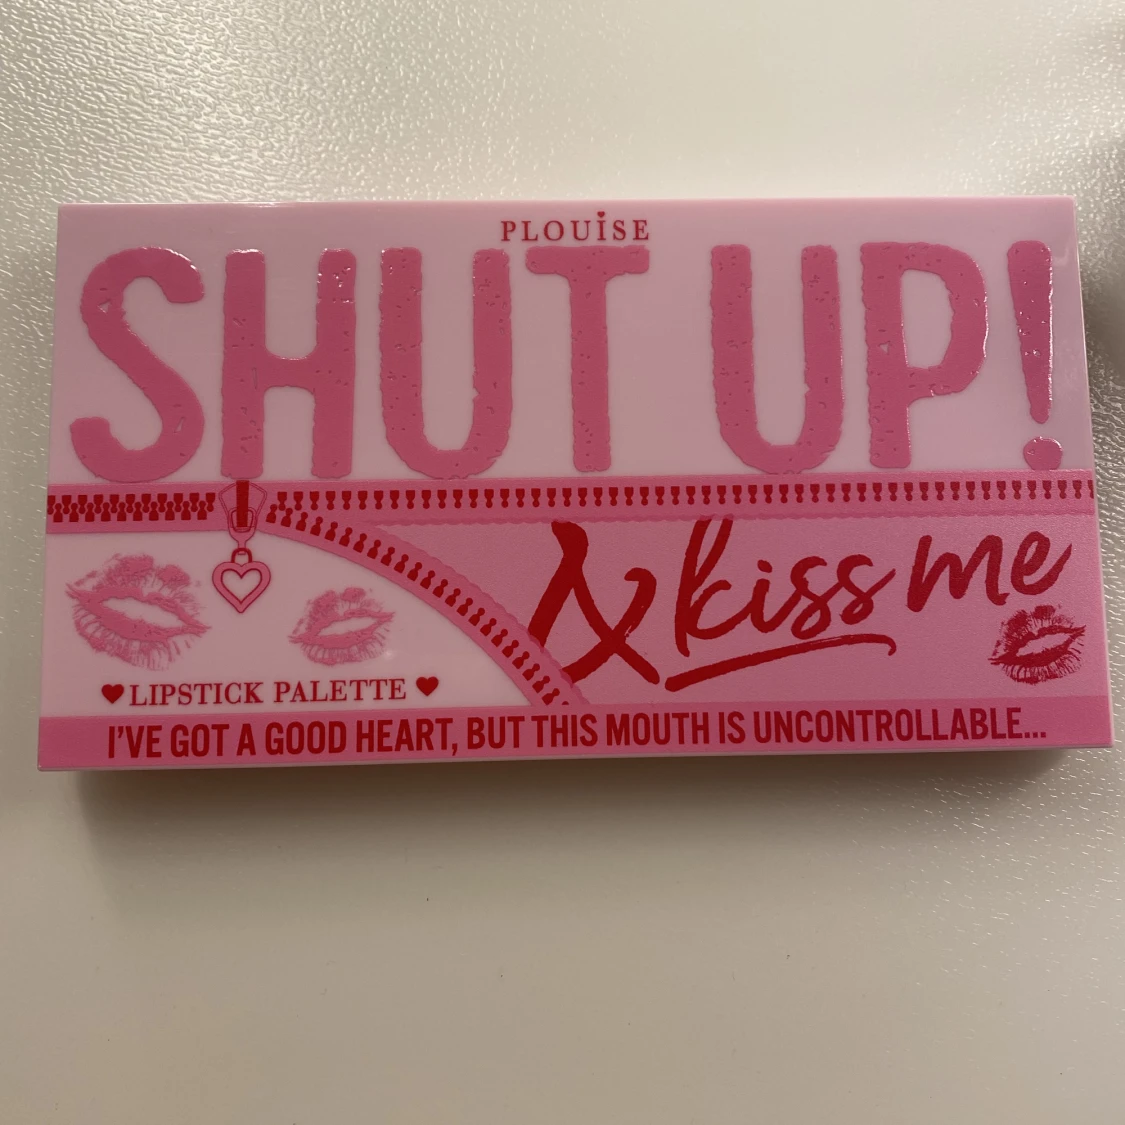 PLOUISE
SHUT UP!
& kiss me
LIPSTICK PALETTE
I'VE GOT A GOOD HEART, BUT THIS MOUTH IS UNCONTROLLABLE...